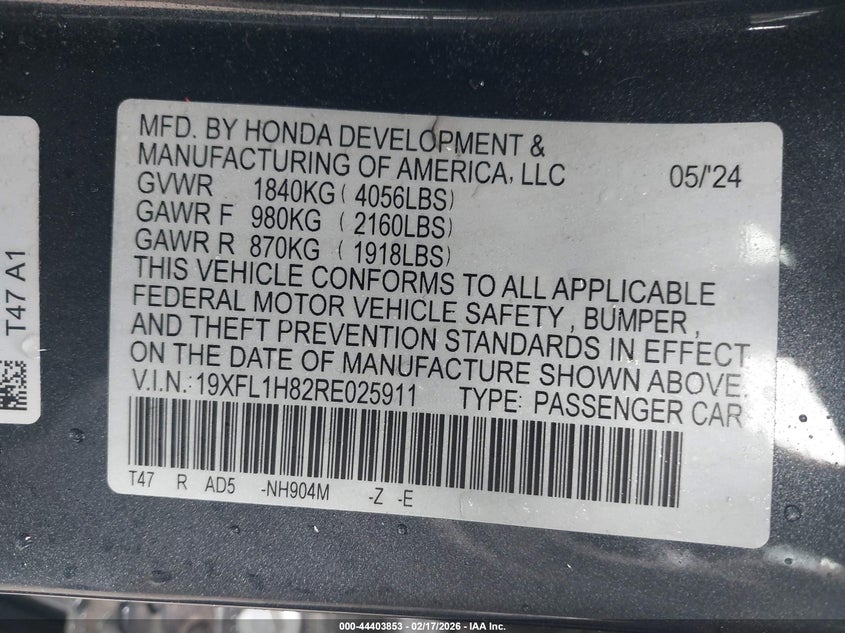 MFD. BY HONDA DEVELOPMENT &
MANUFACTURING OF AMERICA, LLC 05/'24
GVWR 1840KG ( 4056LBS)
GAWR F 980KG ( 2160LBS)
GAWR R 870KG ( 1918LBS)
THIS VEHICLE CONFORMS TO ALL APPLICABLE
FEDERAL MOTOR VEHICLE SAFETY , BUMPER ,
AND THEFT PREVENTION STANDARDS IN EFFECT
ON THE DATE OF MANUFACTURE SHOWN ABOVE.
V.I.N.: 19XFL1H82RE025911 TYPE: PASSENGER CAR
T47 R AD5 -NH904M -Z -E
T47 A1
000-44403853 - 02/17/2026 - IAA Inc.